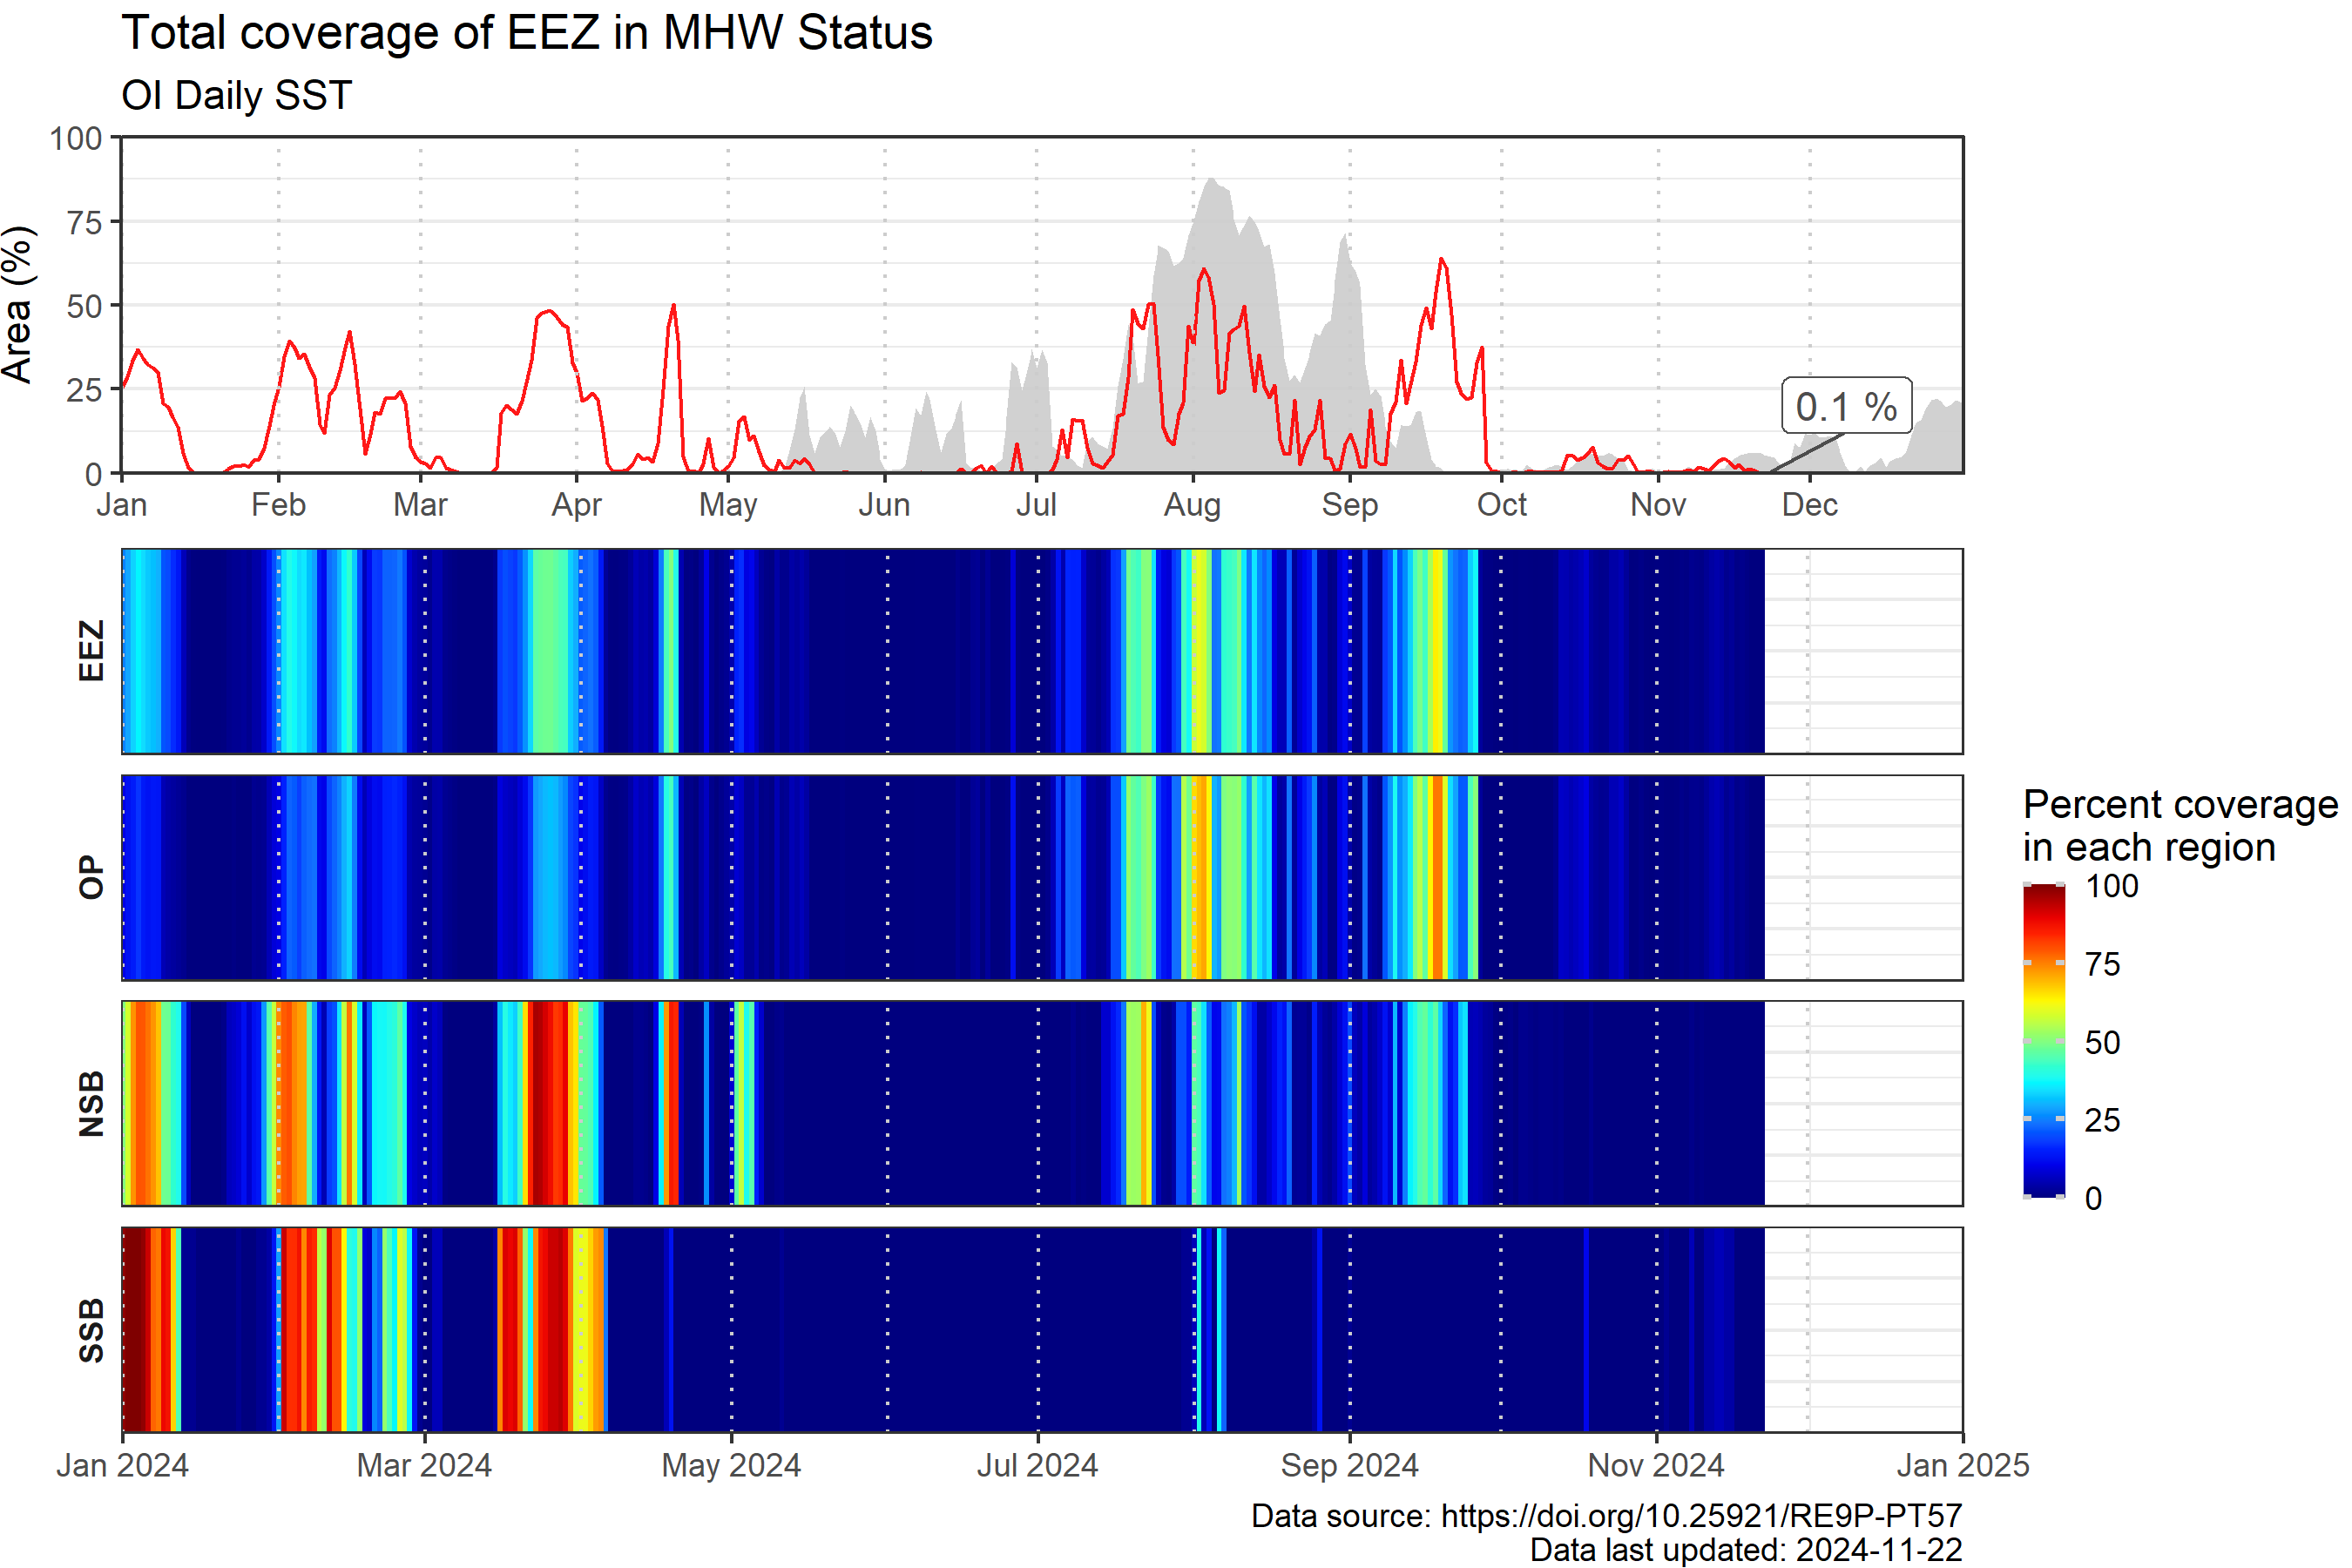 Total coverage of EEZ in MHW Status
OI Daily SST
Area (%)
100
75
50
25
0
0.1 %
Jan Feb Mar Apr May Jun Jul Aug Sep Oct Nov Dec
EEZ
OP
NSB
SSB
Percent coverage
in each region
100
75
50
25
0
Jan 2024 Mar 2024 May 2024 Jul 2024 Sep 2024 Nov 2024 Jan 2025
Data source: https://doi.org/10.25921/RE9P-PT57
Data last updated: 2024-11-22